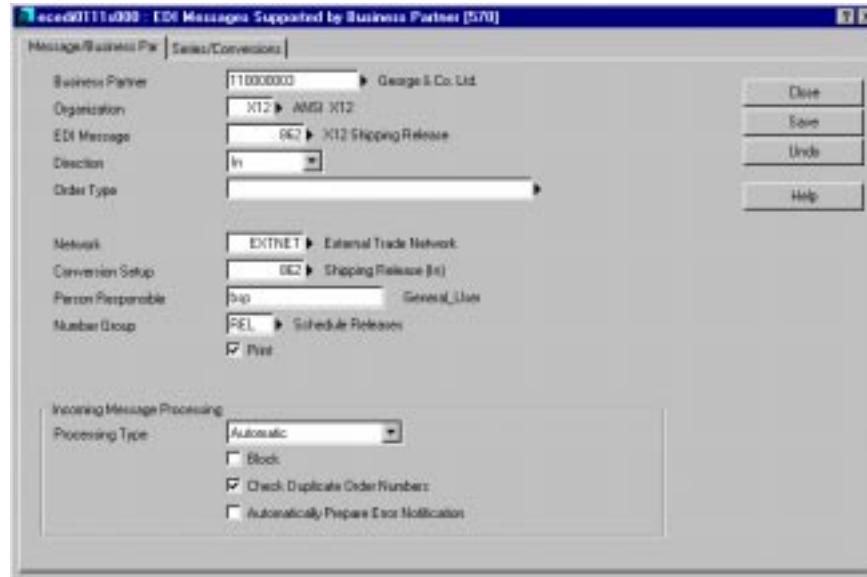 ecedi0111s000 : EDI Messages Supported by Business Partner [570]
Message/Business Par Series/Conversions
Business Partner 110000003 George & Co. Ltd.
Organization X12 ANSI X12
EDI Message 862 X12 Shipping Release
Direction In
Order Type
Network EXTNET External Trade Network
Conversion Setup 862 Shipping Release (In)
Person Responsible General_User
Number Group REL Schedule Releases
Print
Close
Save
Undo
Help
Incoming Message Processing
Processing Type Automatic
Block
Check Duplicate Order Numbers
Automatically Prepare Error Notification